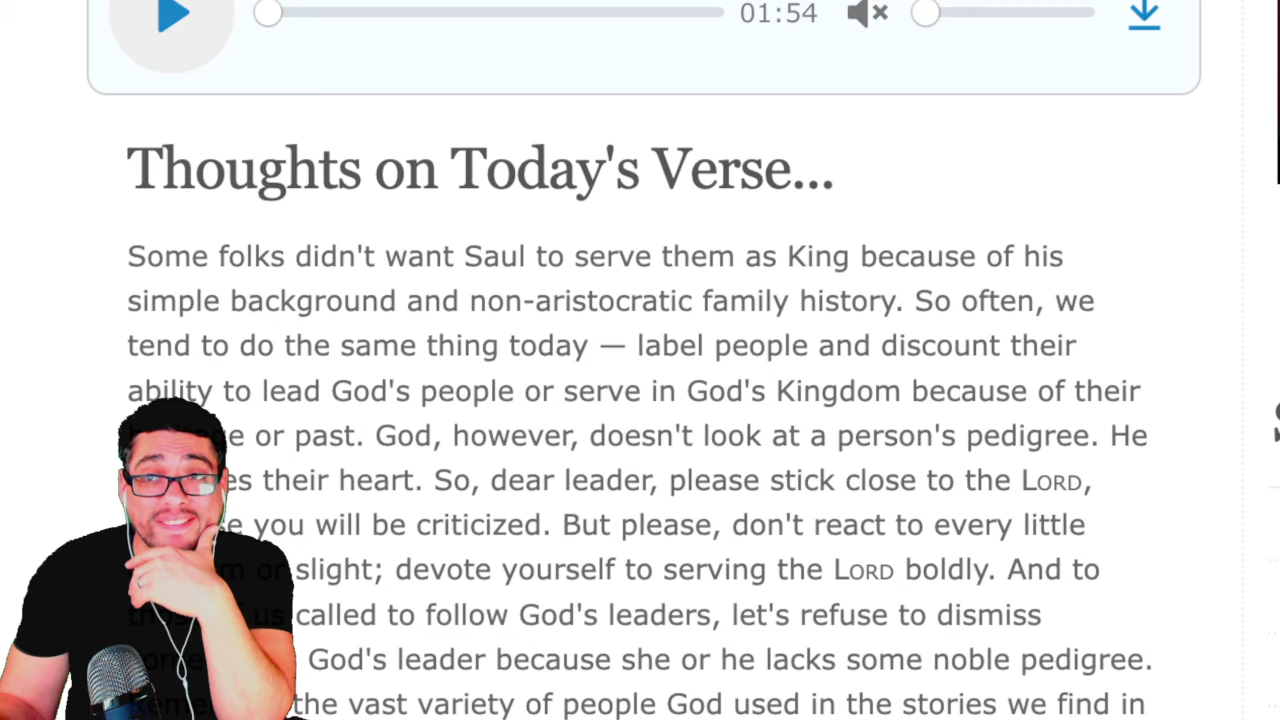 01:54
Thoughts on Today's Verse...
Some folks didn't want Saul to serve them as King because of his
simple background and non-aristocratic family history. So often, we
tend to do the same thing today — label people and discount their
ability to lead God's people or serve in God's Kingdom because of their
or past. God, however, doesn't look at a person's pedigree. He
their heart. So, dear leader, please stick close to the LORD,
you will be criticized. But please, don't react to every little
or slight; devote yourself to serving the LORD boldly. And to
us called to follow God's leaders, let's refuse to dismiss
God's leader because she or he lacks some noble pedigree.
the vast variety of people God used in the stories we find in